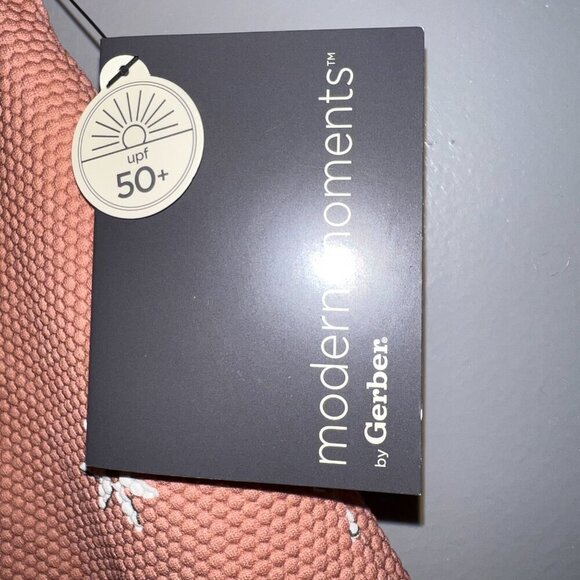 upf
50+
modern moments™
by Gerber®